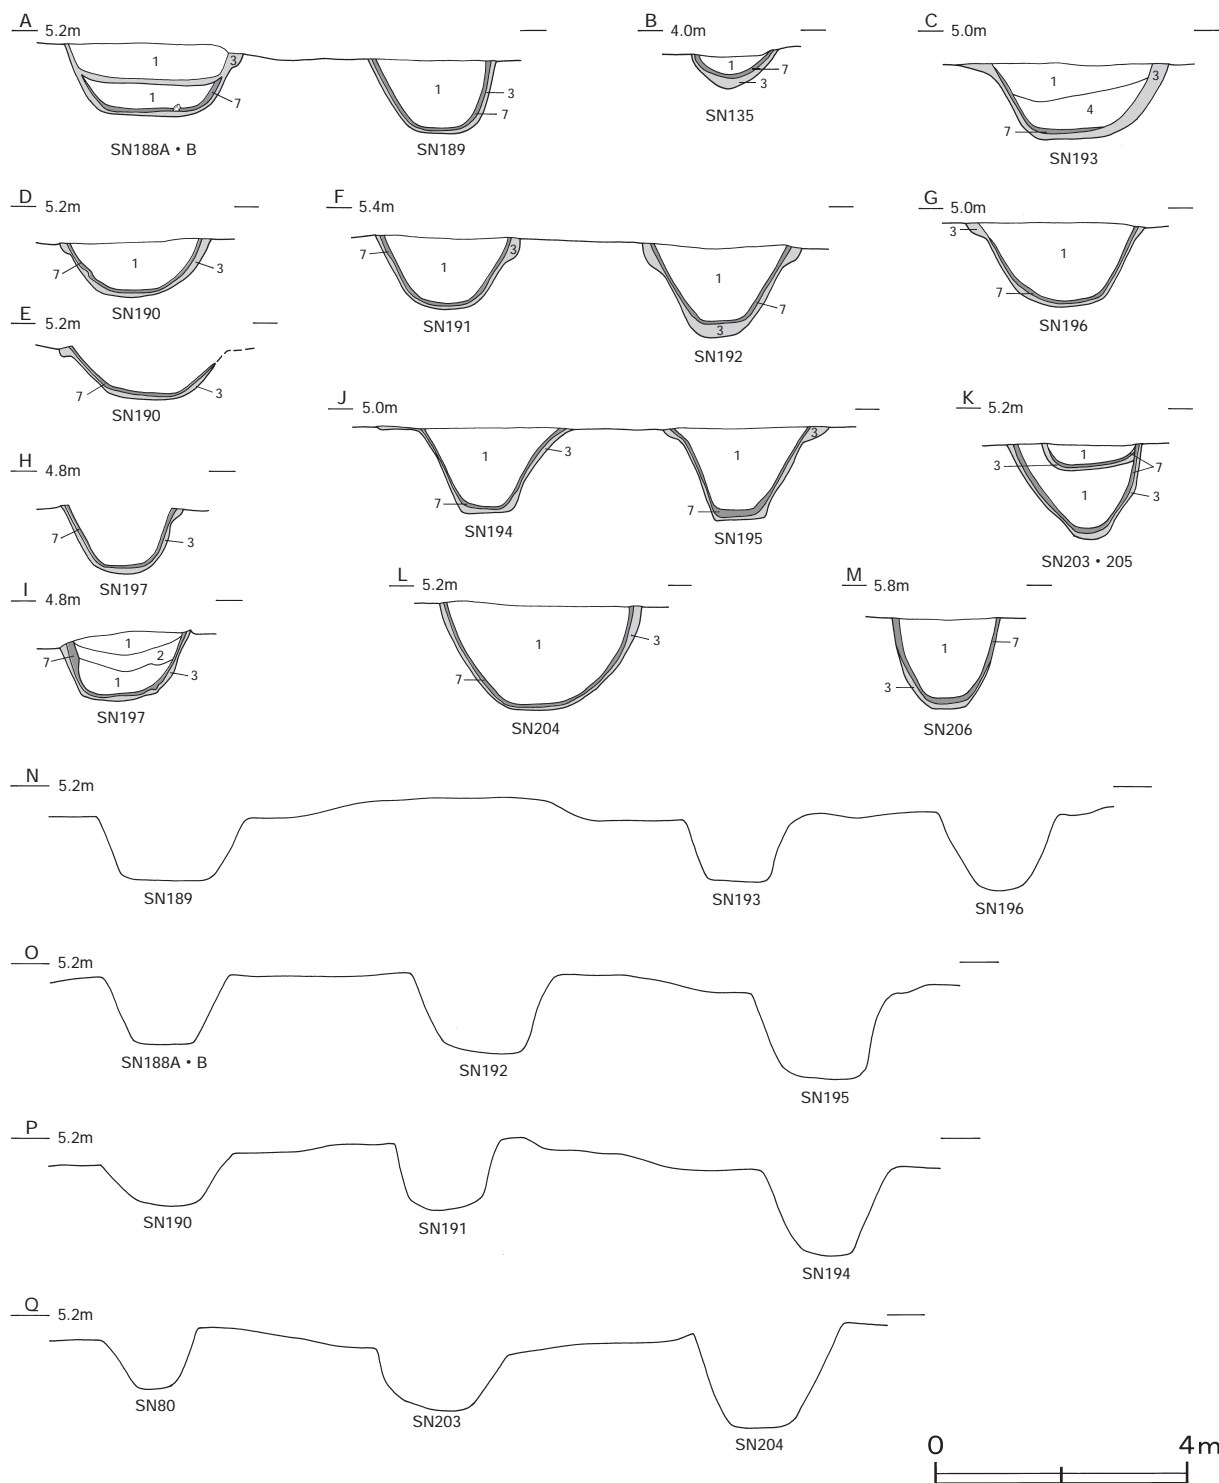 A 5.2m
B 4.0m
C 5.0m
1 3 1 7 1 3 7
1 7 3
1 3 4 7
SN188A・B
SN189
SN135
SN193
D 5.2m
F 5.4m
G 5.0m
7 1 3
7 1 3
1 7 3
3 1 7
SN190
SN191
SN192
SN196
E 5.2m
7 3
SN190
J 5.0m
K 5.2m
1 3 7
1 3 7
1 3 7 1 3
SN194
SN195
SN203・205
H 4.8m
7 3
SN197
I 4.8m
L 5.2m
M 5.8m
1 7 2 3 1
1 3 7
1 7 3
SN197
SN204
SN206
N 5.2m
SN189
SN193
SN196
O 5.2m
SN188A・B
SN192
SN195
P 5.2m
SN190
SN191
SN194
Q 5.2m
SN80
SN203
SN204
0 4m